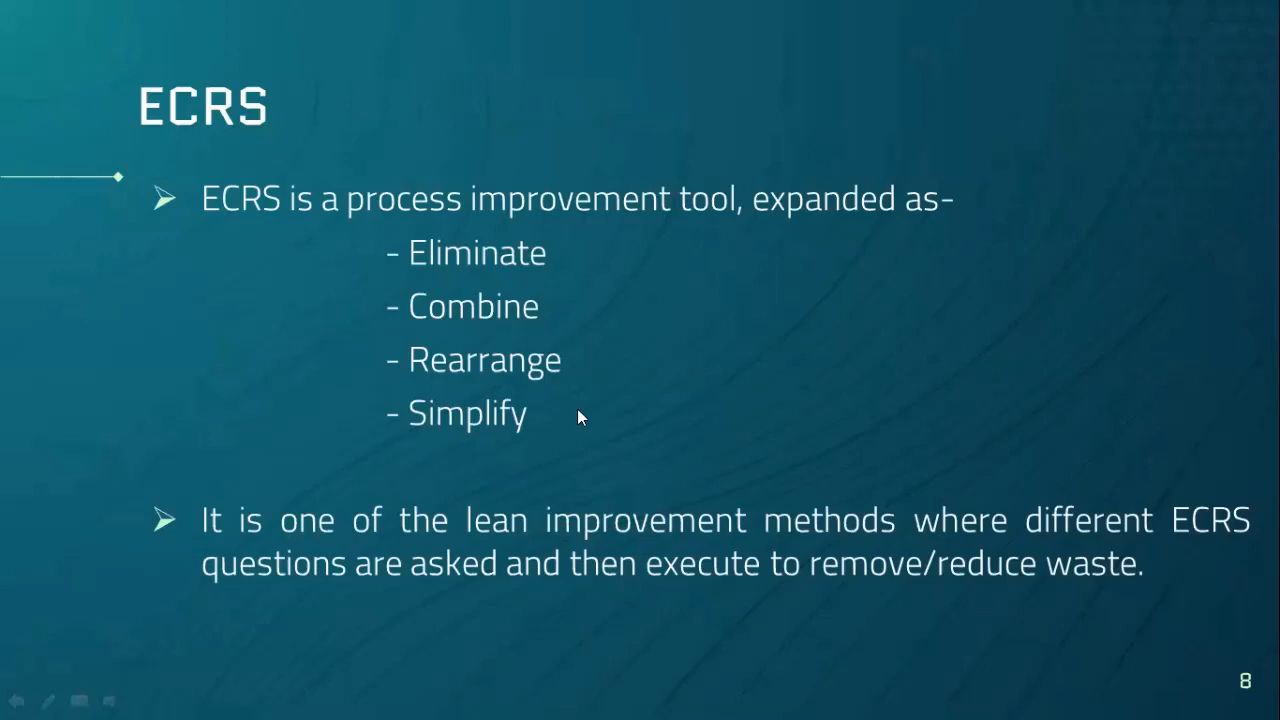 ECRS
ECRS is a process improvement tool, expanded as-
- Eliminate
- Combine
- Rearrange
- Simplify
It is one of the lean improvement methods where different ECRS
questions are asked and then execute to remove/reduce waste.
8